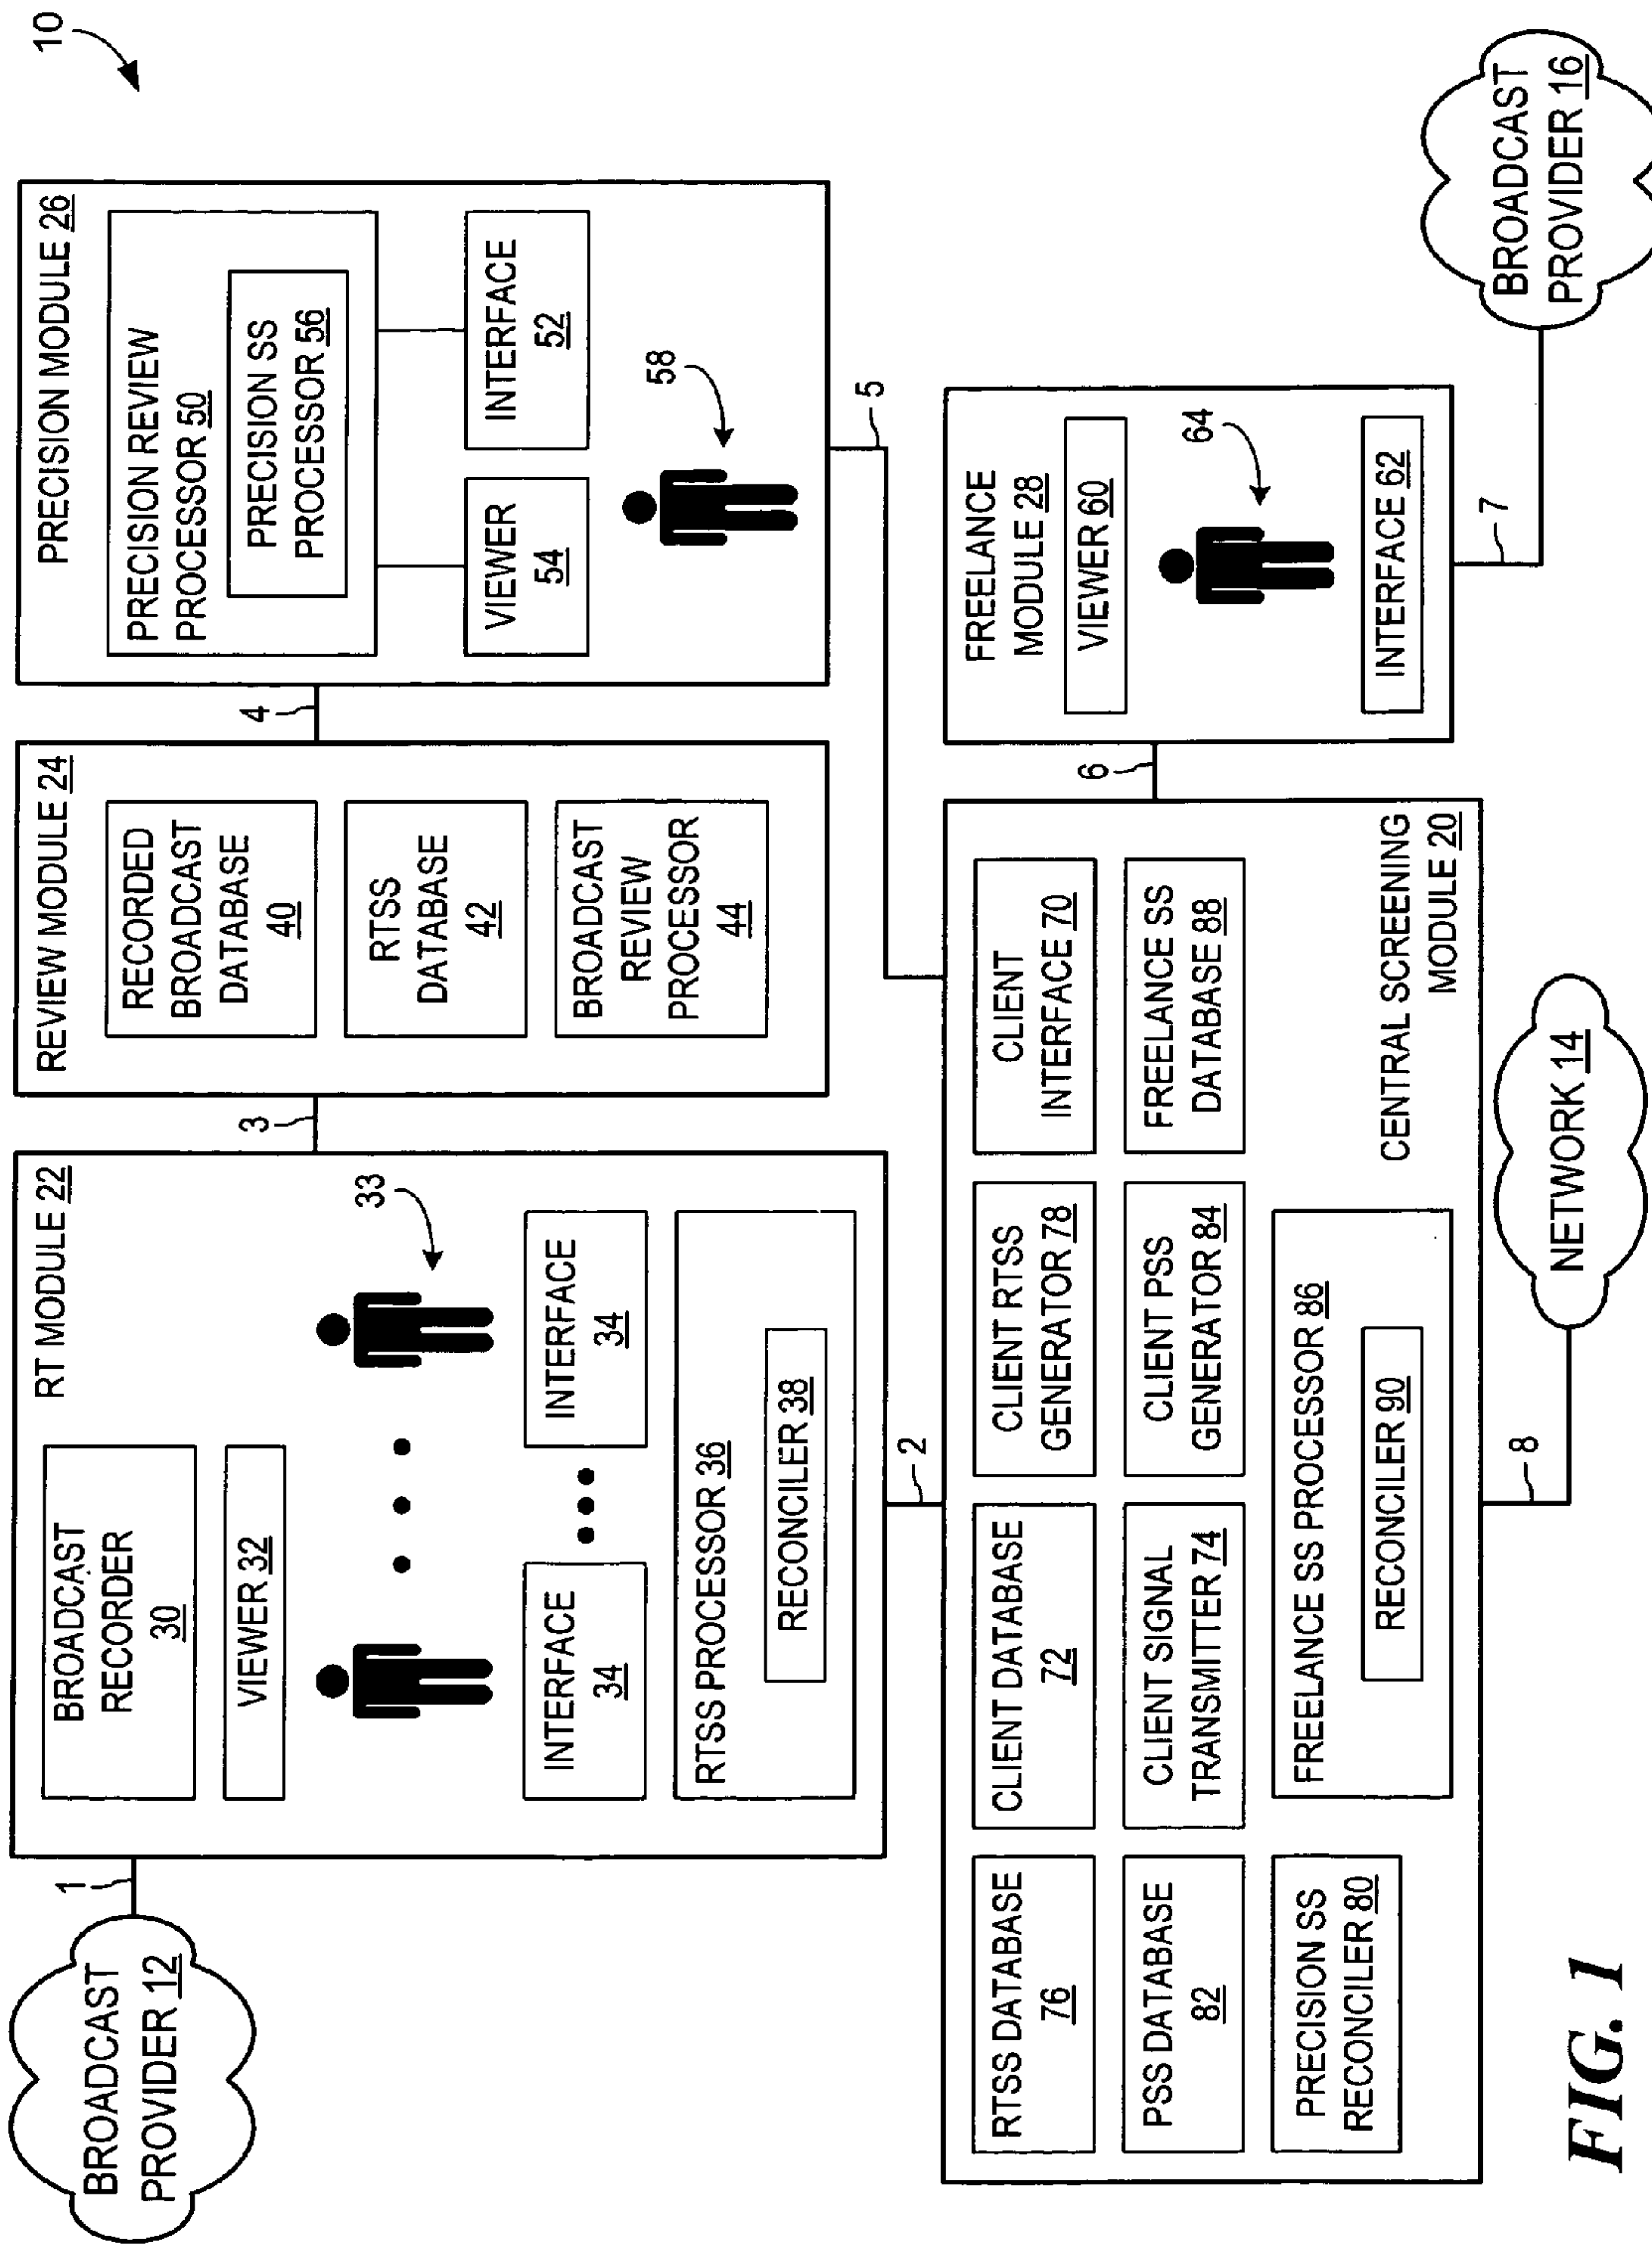 10
BROADCAST
PROVIDER 12
1
RT MODULE 22
BROADCAST
RECORDER
30
VIEWER 32
33
INTERFACE
34
INTERFACE
34
RTSS PROCESSOR 36
RECONCILER 38
3
REVIEW MODULE 24
RECORDED
BROADCAST
DATABASE
40
RTSS
DATABASE
42
BROADCAST
REVIEW
PROCESSOR
44
4
PRECISION MODULE 26
PRECISION REVIEW
PROCESSOR 50
PRECISION SS
PROCESSOR 56
VIEWER
54
INTERFACE
52
58
2
5
RTSS DATABASE
76
CLIENT DATABASE
72
CLIENT RTSS
GENERATOR 78
CLIENT
INTERFACE 70
PSS DATABASE
82
CLIENT SIGNAL
TRANSMITTER 74
CLIENT PSS
GENERATOR 84
FREELANCE SS
DATABASE 88
PRECISION SS
RECONCILER 80
FREELANCE SS PROCESSOR 86
RECONCILER 90
CENTRAL SCREENING
MODULE 20
6
FREELANCE
MODULE 28
VIEWER 60
64
INTERFACE 62
7
BROADCAST
PROVIDER 16
8
NETWORK 14
FIG. 1